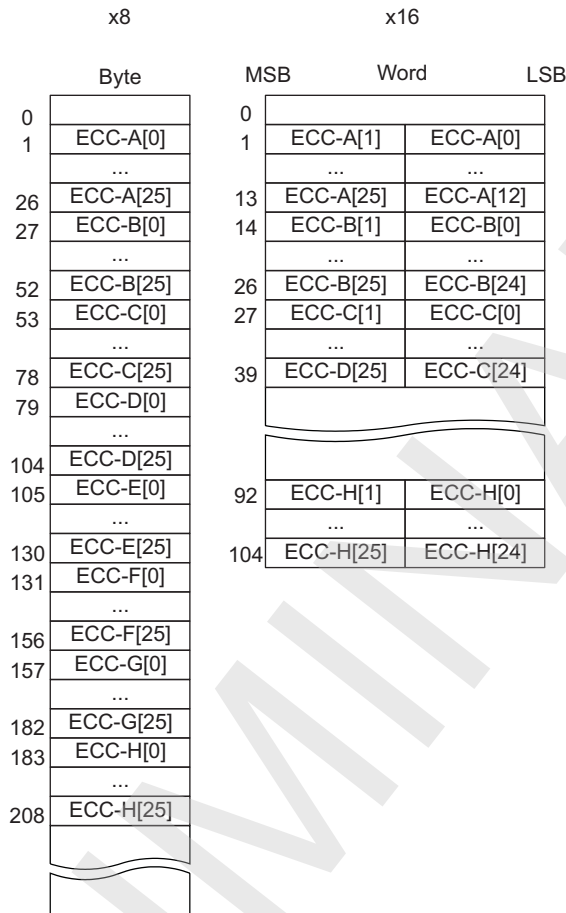 x8 x16
Byte MSB Word LSB
0 0
1 ECC-A[0] 1 ECC-A[1] ECC-A[0]
... ... ...
26 ECC-A[25] 13 ECC-A[25] ECC-A[12]
27 ECC-B[0] 14 ECC-B[1] ECC-B[0]
... ... ...
52 ECC-B[25] 26 ECC-B[25] ECC-B[24]
53 ECC-C[0] 27 ECC-C[1] ECC-C[0]
... ... ...
78 ECC-C[25] 39 ECC-D[25] ECC-C[24]
79 ECC-D[0]
...
104 ECC-D[25]
105 ECC-E[0] 92 ECC-H[1] ECC-H[0]
... ... ...
130 ECC-E[25] 104 ECC-H[25] ECC-H[24]
131 ECC-F[0]
...
156 ECC-F[25]
157 ECC-G[0]
...
182 ECC-G[25]
183 ECC-H[0]
...
208 ECC-H[25]